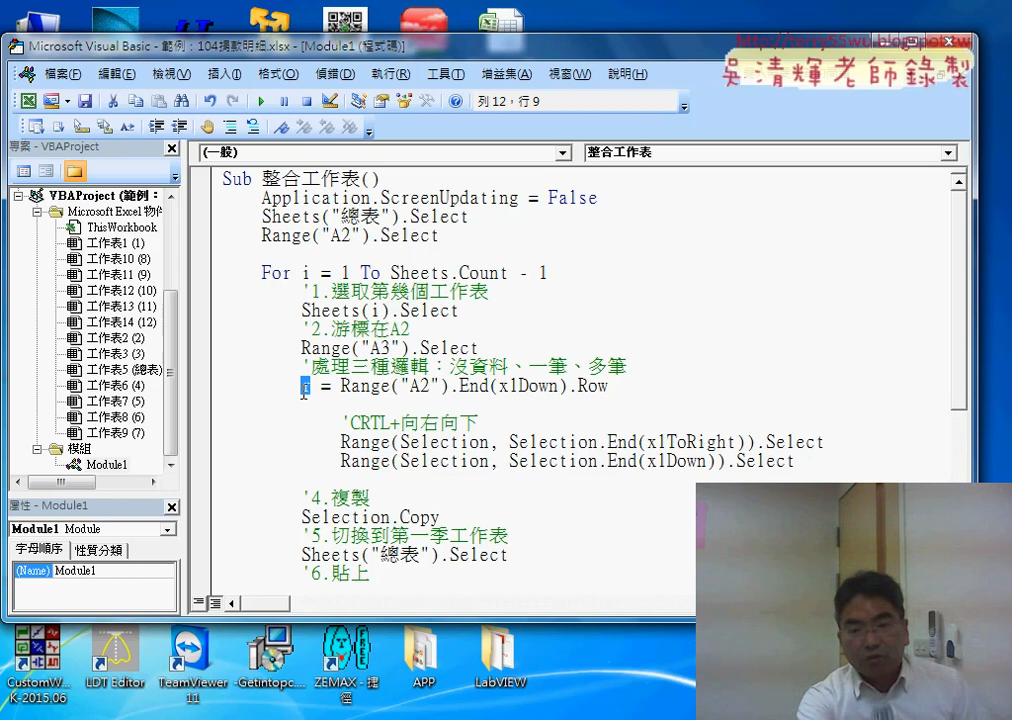 Microsoft Visual Basic - 範例：104捐款明細.xlsx - [Module1 (程式碼)]
http://terry55wu.blogspot.tw
吳清輝老師錄製
檔案(F) 編輯(E) 檢視(V) 插入(I) 格式(O) 偵錯(D) 執行(R) 工具(T) 增益集(A) 視窗(W) 說明(H)
列 12，行 9
專案 - VBAProject
(一般) 整合工作表
VBAProject (範例：
Microsoft Excel 物件
ThisWorkbook
工作表1 (1)
工作表10 (8)
工作表11 (9)
工作表12 (10)
工作表13 (11)
工作表14 (12)
工作表2 (2)
工作表3 (3)
工作表5 (總表)
工作表6 (4)
工作表7 (5)
工作表8 (6)
工作表9 (7)
模組
Module1
屬性 - Module1
Module1 Module
字母順序 性質分類
(Name) Module1
Sub 整合工作表()
Application.ScreenUpdating = False
Sheets("總表").Select
Range("A2").Select
For i = 1 To Sheets.Count - 1
'1.選取第幾個工作表
Sheets(i).Select
'2.游標在A2
Range("A3").Select
'處理三種邏輯：沒資料、一筆、多筆
r = Range("A2").End(xlDown).Row
'CRTL+向右向下
Range(Selection, Selection.End(xlToRight)).Select
Range(Selection, Selection.End(xlDown)).Select
'4.複製
Selection.Copy
'5.切換到第一季工作表
Sheets("總表").Select
'6.貼上
CustomW...
K-2015.06
LDT Editor
TeamViewer
11
-Getintopc....
ZEMAX - 捷
徑
FREE
APP
LabVIEW